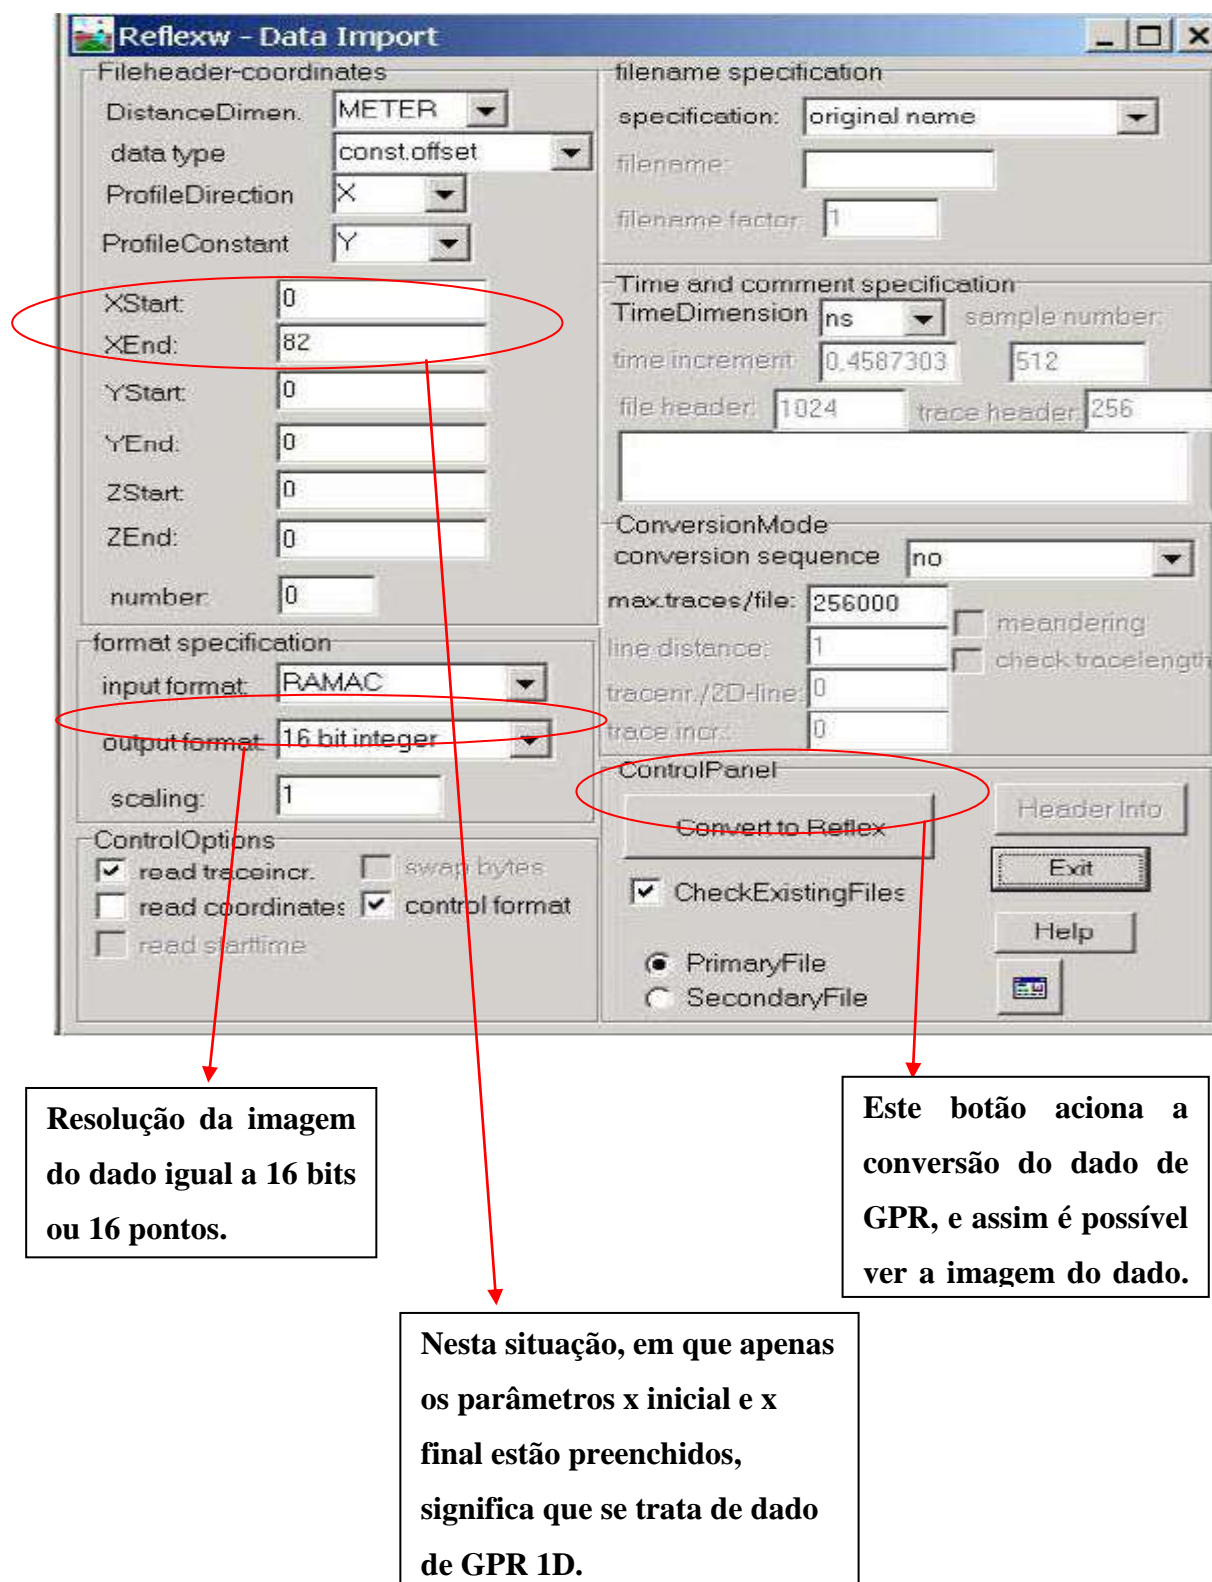 Reflexw - Data Import
Fileheader-coordinates
DistanceDimen. METER
data type const.offset
ProfileDirection X
ProfileConstant Y
XStart: 0
XEnd: 82
YStart: 0
YEnd: 0
ZStart: 0
ZEnd: 0
number: 0
format specification
input format: RAMAC
output format: 16 bit integer
scaling: 1
ControlOptions
read traceincr. swap bytes
read coordinates control format
read starttime
filename specification
specification: original name
filename:
filename factor: 1
Time and comment specification
TimeDimension ns sample number:
time increment 0.4587303 512
file header: 1024 trace header: 256
ConversionMode
conversion sequence no
max.traces/file: 256000
meandering
line distance: 1
check tracelength
tracenr./2D-line: 0
trace incr.: 0
ControlPanel
Convert to Reflex
Header Info
CheckExistingFiles
Exit
Help
PrimaryFile
SecondaryFile
Resolução da imagem
do dado igual a 16 bits
ou 16 pontos.
Este botão aciona a
conversão do dado de
GPR, e assim é possível
ver a imagem do dado.
Nesta situação, em que apenas
os parâmetros x inicial e x
final estão preenchidos,
significa que se trata de dado
de GPR 1D.